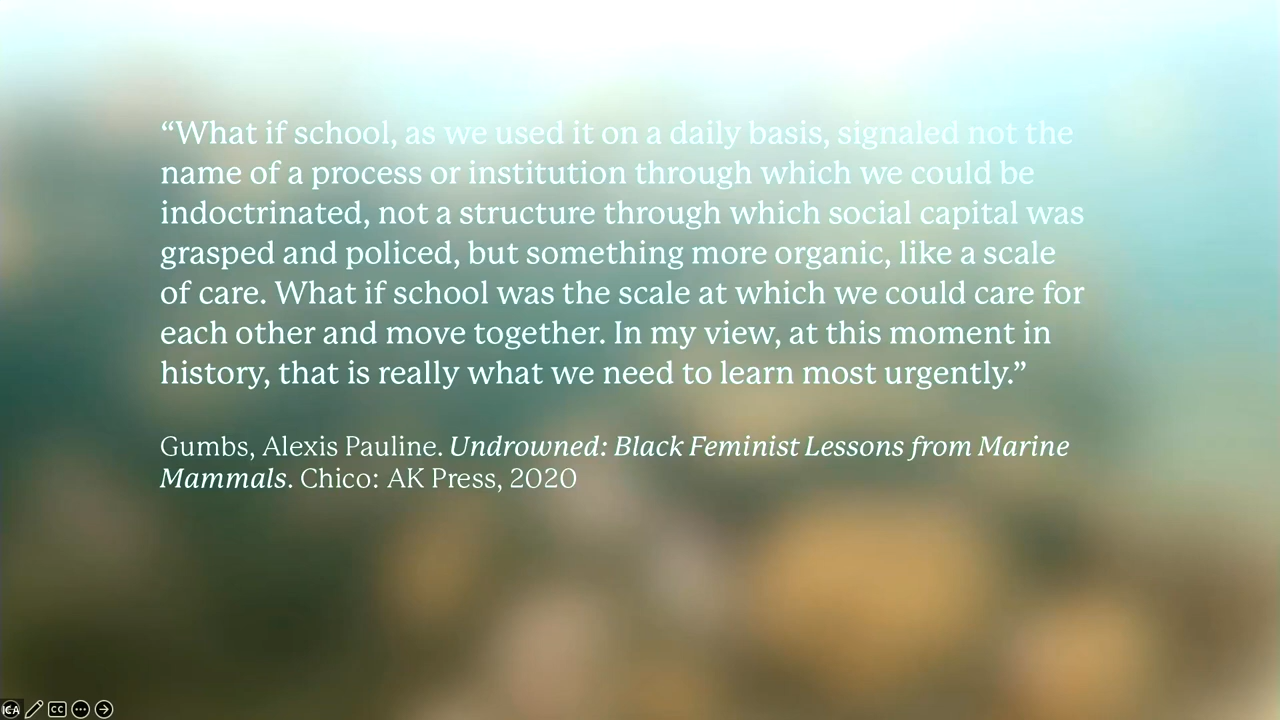 “What if school, as we used it on a daily basis, signaled not the
name of a process or institution through which we could be
indoctrinated, not a structure through which social capital was
grasped and policed, but something more organic, like a scale
of care. What if school was the scale at which we could care for
each other and move together. In my view, at this moment in
history, that is really what we need to learn most urgently.”
Gumbs, Alexis Pauline. Undrowned: Black Feminist Lessons from Marine
Mammals. Chico: AK Press, 2020
ICA
CC